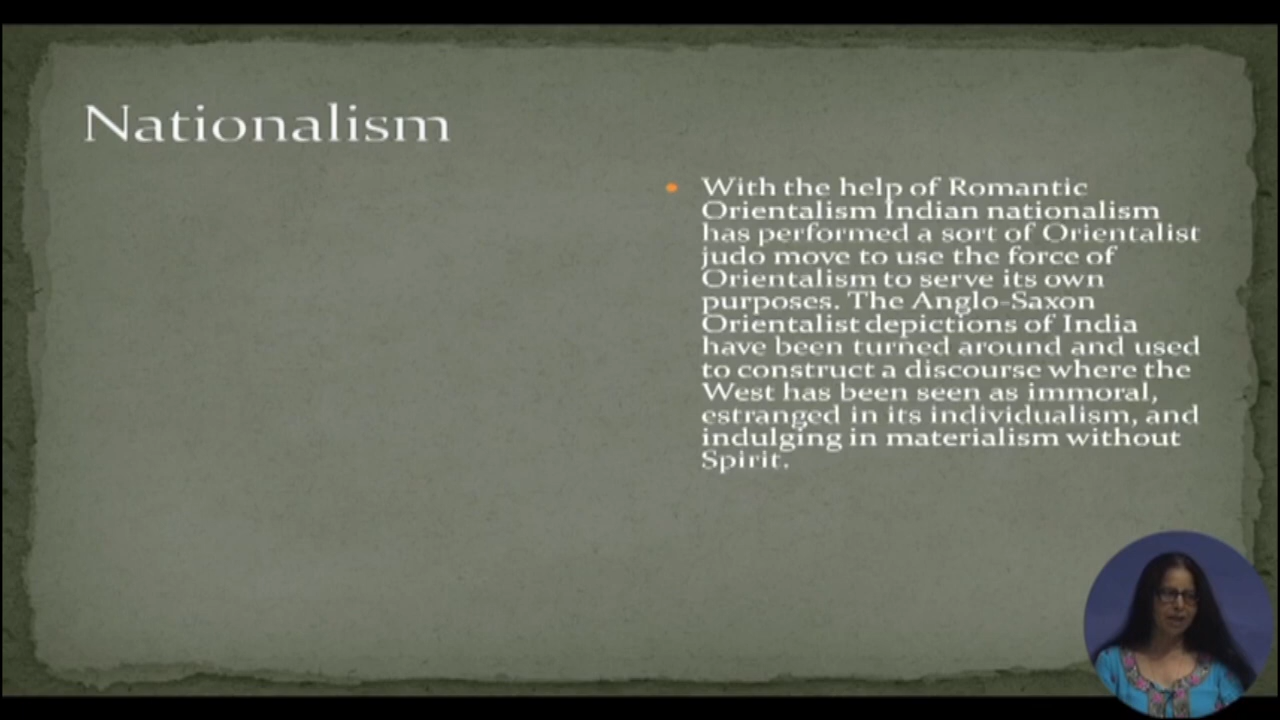 Nationalism
With the help of Romantic
Orientalism Indian nationalism
has performed a sort of Orientalist
judo move to use the force of
Orientalism to serve its own
purposes. The Anglo-Saxon
Orientalist depictions of India
have been turned around and used
to construct a discourse where the
West has been seen as immoral,
estranged in its individualism, and
indulging in materialism without
Spirit.